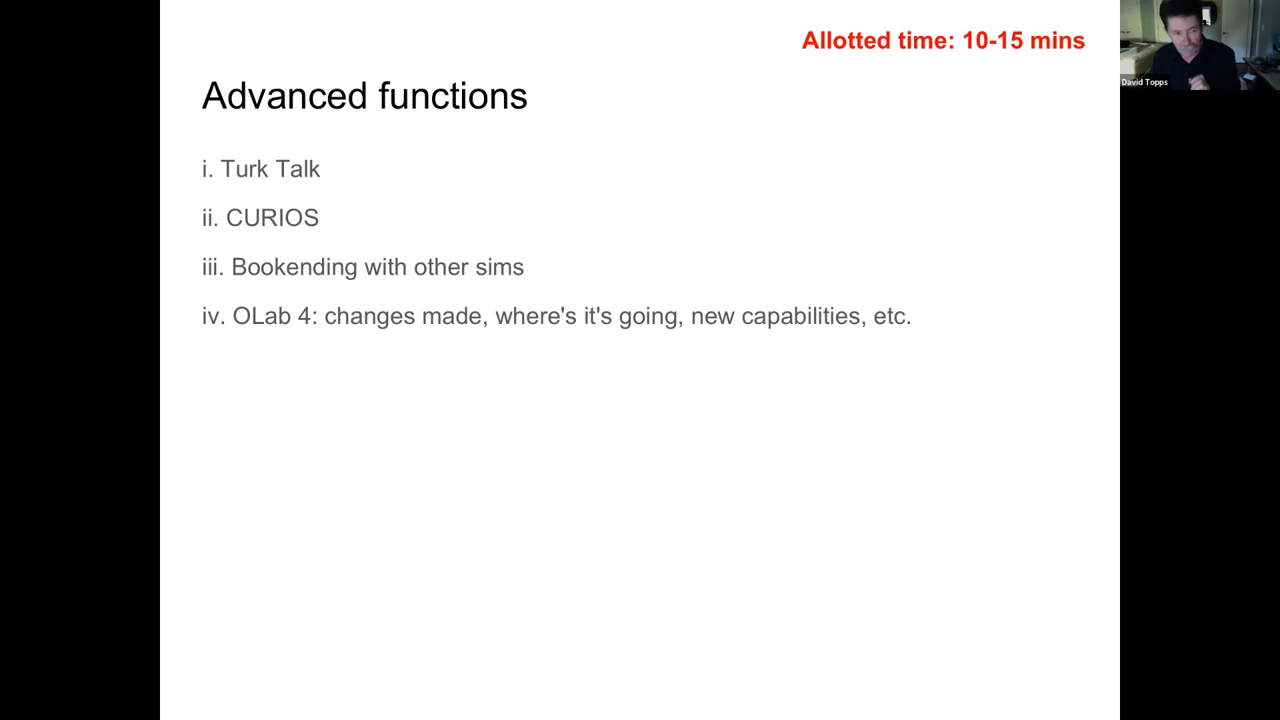 Allotted time: 10-15 mins
David Topps
Advanced functions
i. Turk Talk
ii. CURIOS
iii. Bookending with other sims
iv. OLab 4: changes made, where's it's going, new capabilities, etc.